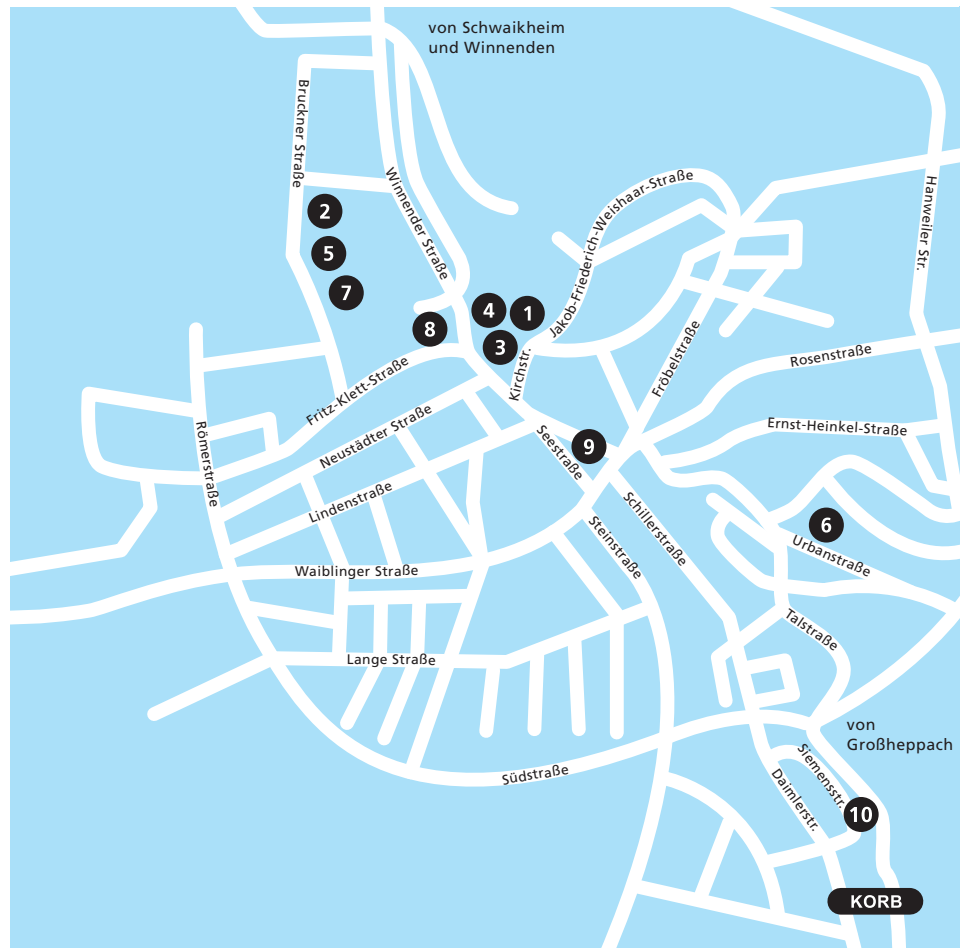 von Schwaikheim
und Winnenden
Bruckner Straße
Winnender Straße
Jakob-Friederich-Weishaar-Straße
Hanweiler Str.
2
5
7
4
1
8
3
Kirchstr.
Fröbelstraße
Rosenstraße
Fritz-Klett-Straße
Neustädter Straße
Römerstraße
Ernst-Heinkel-Straße
Seestraße
9
Lindenstraße
Schillerstraße
6
Steinstraße
Urbanstraße
Waiblinger Straße
Talstraße
Lange Straße
von
Großheppach
Südstraße
Siemensstr.
Daimlerstr.
10
KORB